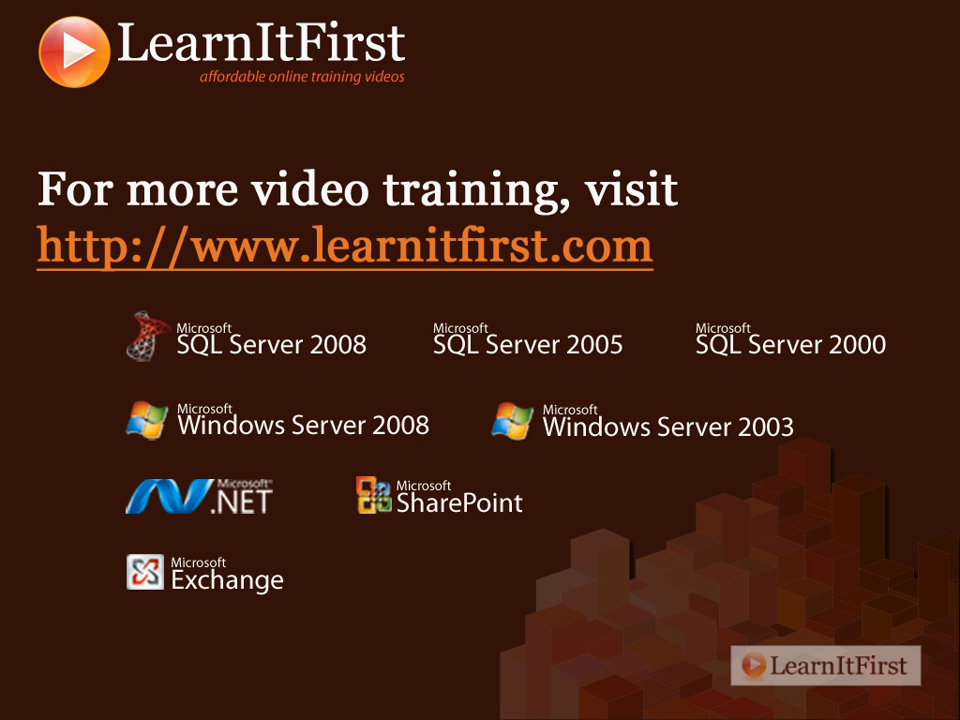 LearnItFirst
affordable online training videos
For more video training, visit
http://www.learnitfirst.com
Microsoft SQL Server 2008
Microsoft SQL Server 2005
Microsoft SQL Server 2000
Microsoft Windows Server 2008
Microsoft Windows Server 2003
Microsoft™ .NET
Microsoft SharePoint
Microsoft Exchange
LearnItFirst